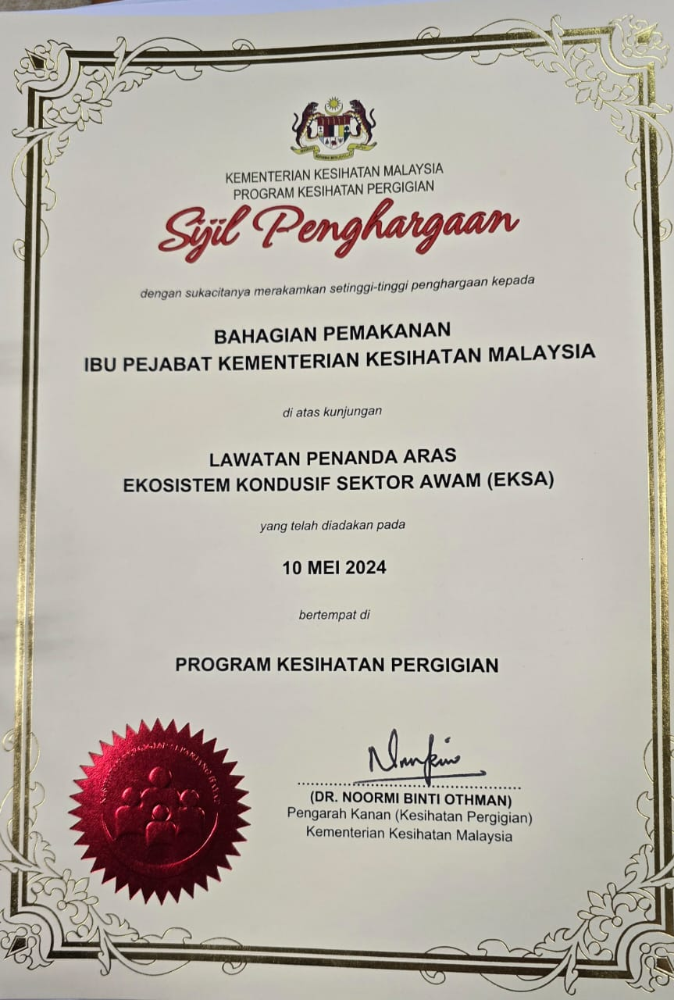 KEMENTERIAN KESIHATAN MALAYSIA
PROGRAM KESIHATAN PERGIGIAN
Sijil Penghargaan
dengan sukacitanya merakamkan setinggi-tinggi penghargaan kepada
BAHAGIAN PEMAKANAN
IBU PEJABAT KEMENTERIAN KESIHATAN MALAYSIA
di atas kunjungan
LAWATAN PENANDA ARAS
EKOSISTEM KONDUSIF SEKTOR AWAM (EKSA)
yang telah diadakan pada
10 MEI 2024
bertempat di
PROGRAM KESIHATAN PERGIGIAN
(DR. NOORMI BINTI OTHMAN)
Pengarah Kanan (Kesihatan Pergigian)
Kementerian Kesihatan Malaysia